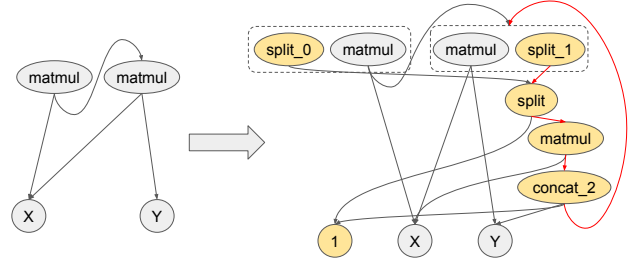 split_0
matmul
matmul
split_1
matmul
matmul
split
matmul
concat_2
X
Y
1
X
Y